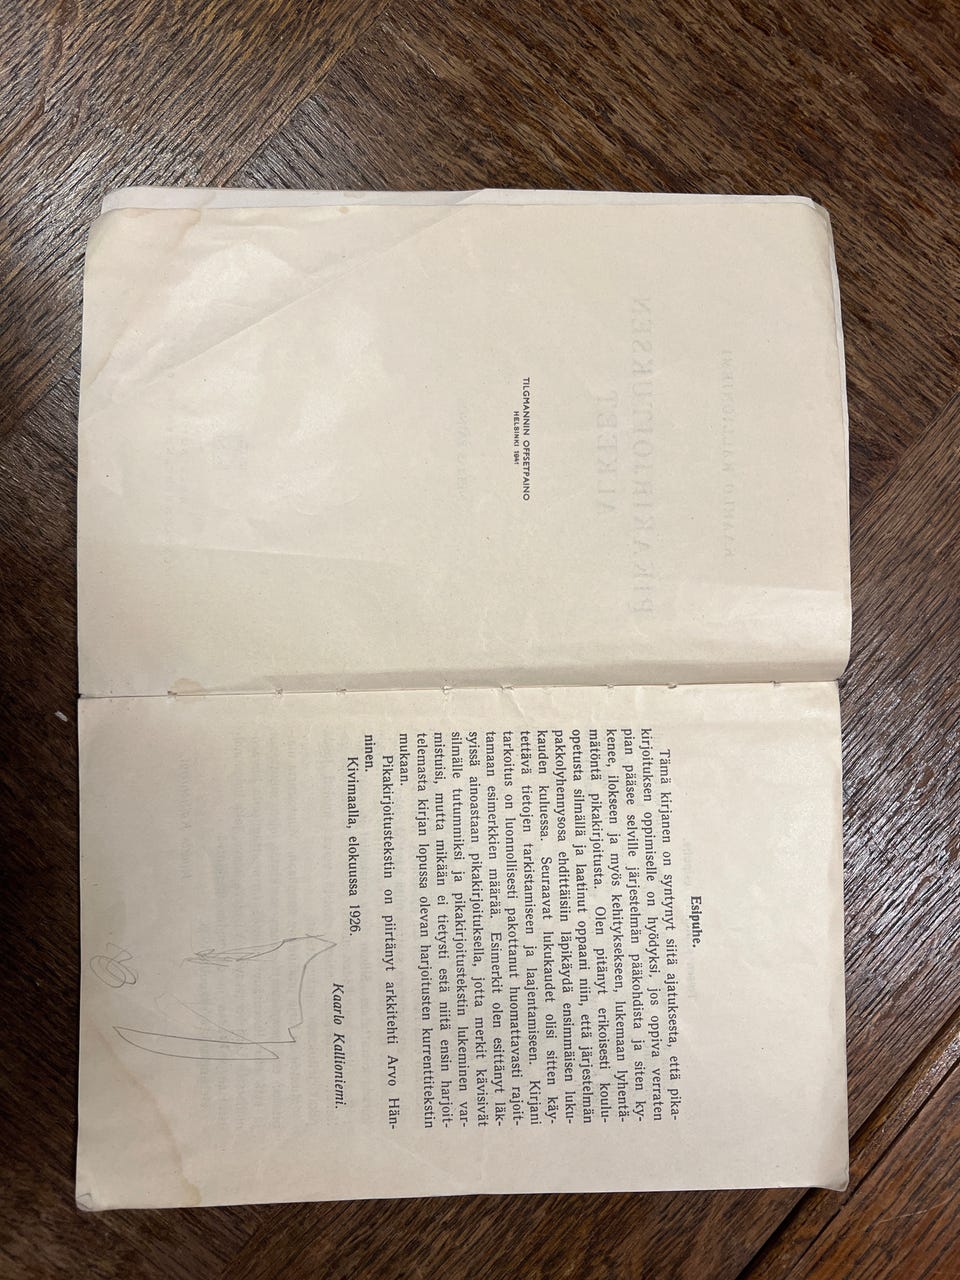 TILGMANNIN OFFSETPAINO
HELSINKI 1941
Esipuhe.
Tämä kirjanen on syntynyt siitä ajatuksesta, että pika-
kirjoituksen oppimiselle on hyödyksi, jos oppiva verraten
pian pääsee selville järjestelmän pääkohdista ja siten ky-
kenee, ilokseen ja myös kehitykseen, lukemaan lyhentä-
mätöntä pikakirjoitusta. Olen pitänyt erikoisesti koulu-
opetusta silmällä ja laatinut oppaani niin, että järjestelmän
pakkolyhennysosa ehdittäisiin läpikäydä ensimmäisen luku-
kauden kuluessa. Seuraavat lukukaudet olisi sitten käy-
tettävä tietojen tarkistamiseen ja laajentamiseen. Kirjani
tarkoitus on luonnollisesti pakottanut huomattavasti rajoit-
tamaan esimerkkien määrää. Esimerkit olen esittänyt läk-
syissä ainoastaan pikakirjoituksella, jotta merkit kävisivät
silmälle tutummiksi ja pikakirjoitustekstin lukeminen var-
mistuisi, mutta mikään ei tietysti estä niitä ensin harjoit-
telemasta kirjan lopussa olevan harjoitusten kurrenttitekstin
mukaan.
Pikakirjoitustekstin on piirtänyt arkkitehti Arvo Hän-
ninen.
Kivimaalla, elokuussa 1926.
Kaarlo Kallioniemi.